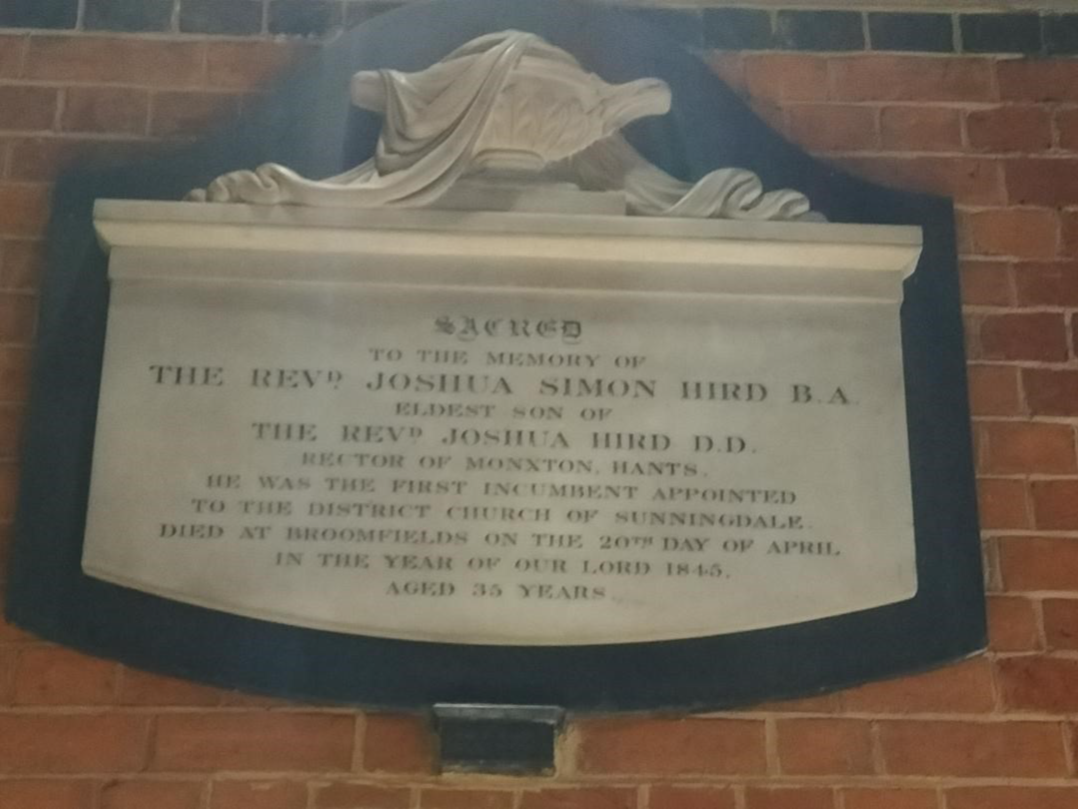 SACRED
TO THE MEMORY OF
THE REVD. JOSHUA SIMON HIRD B.A.
ELDEST SON OF
THE REVD. JOSHUA HIRD D.D.
RECTOR OF MONXTON, HANTS.
HE WAS THE FIRST INCUMBENT APPOINTED
TO THE DISTRICT CHURCH OF SUNNINGDALE.
DIED AT BROOMFIELDS ON THE 20TH DAY OF APRIL
IN THE YEAR OF OUR LORD 1845,
AGED 35 YEARS